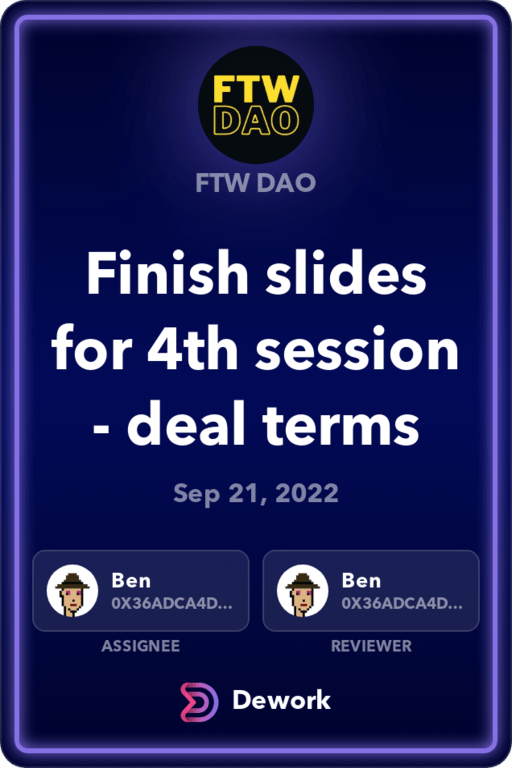 FTW
DAO
FTW DAO
Finish slides
for 4th session
- deal terms
Sep 21, 2022
Ben
0X36ADCA4D...
ASSIGNEE
Ben
0X36ADCA4D...
REVIEWER
Dework